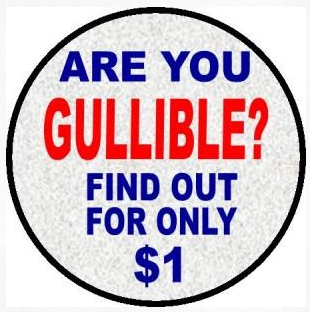 ARE YOU
GULLIBLE?
FIND OUT
FOR ONLY
$1